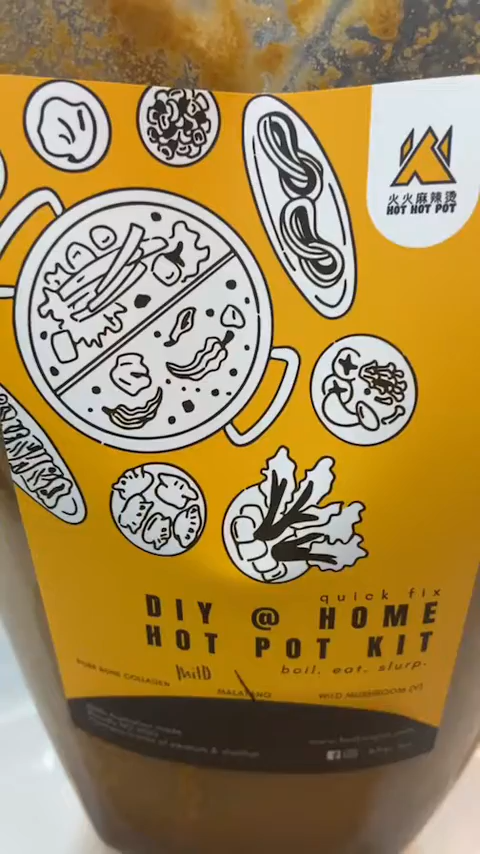 火火麻辣烫
HOT HOT POT
quick fix
DIY @ HOME
HOT POT KIT
boil. eat. slurp.
PORK BONE COLLAGEN
Mild
MALATANG
WILD MUSHROOM (V)